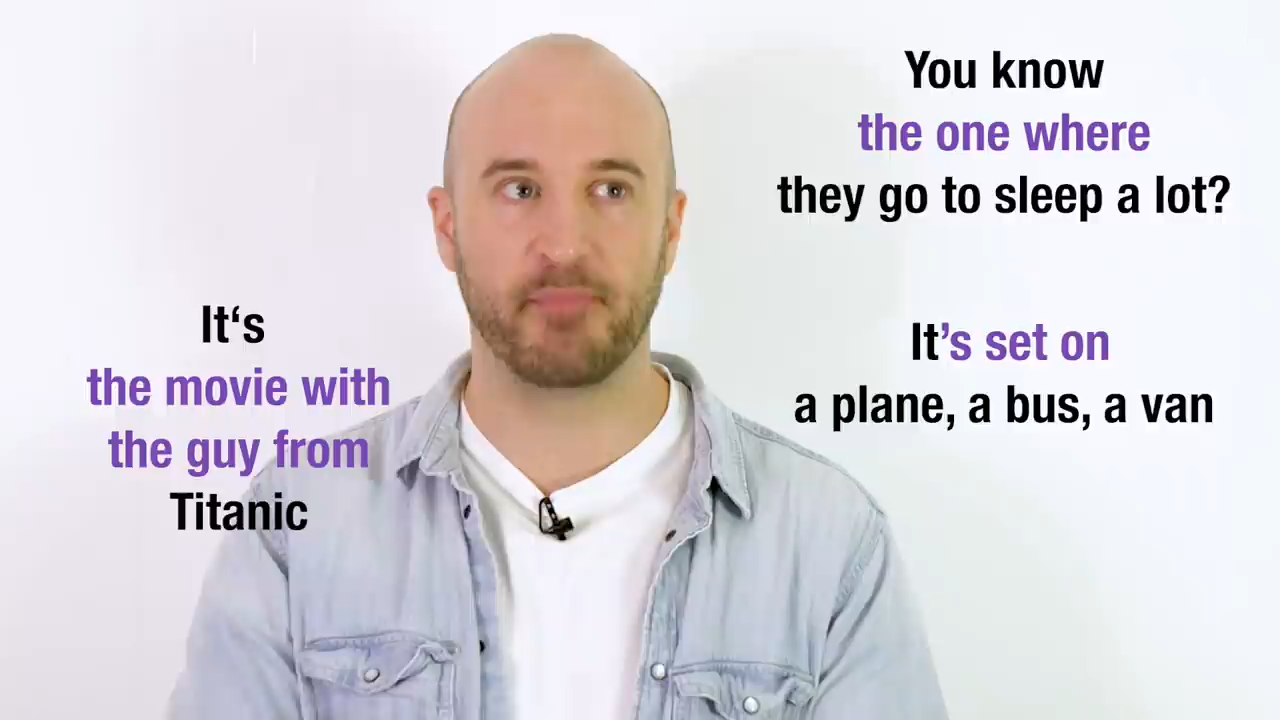 You know
the one where
they go to sleep a lot?
It‘s
the movie with
the guy from
Titanic
It’s set on
a plane, a bus, a van